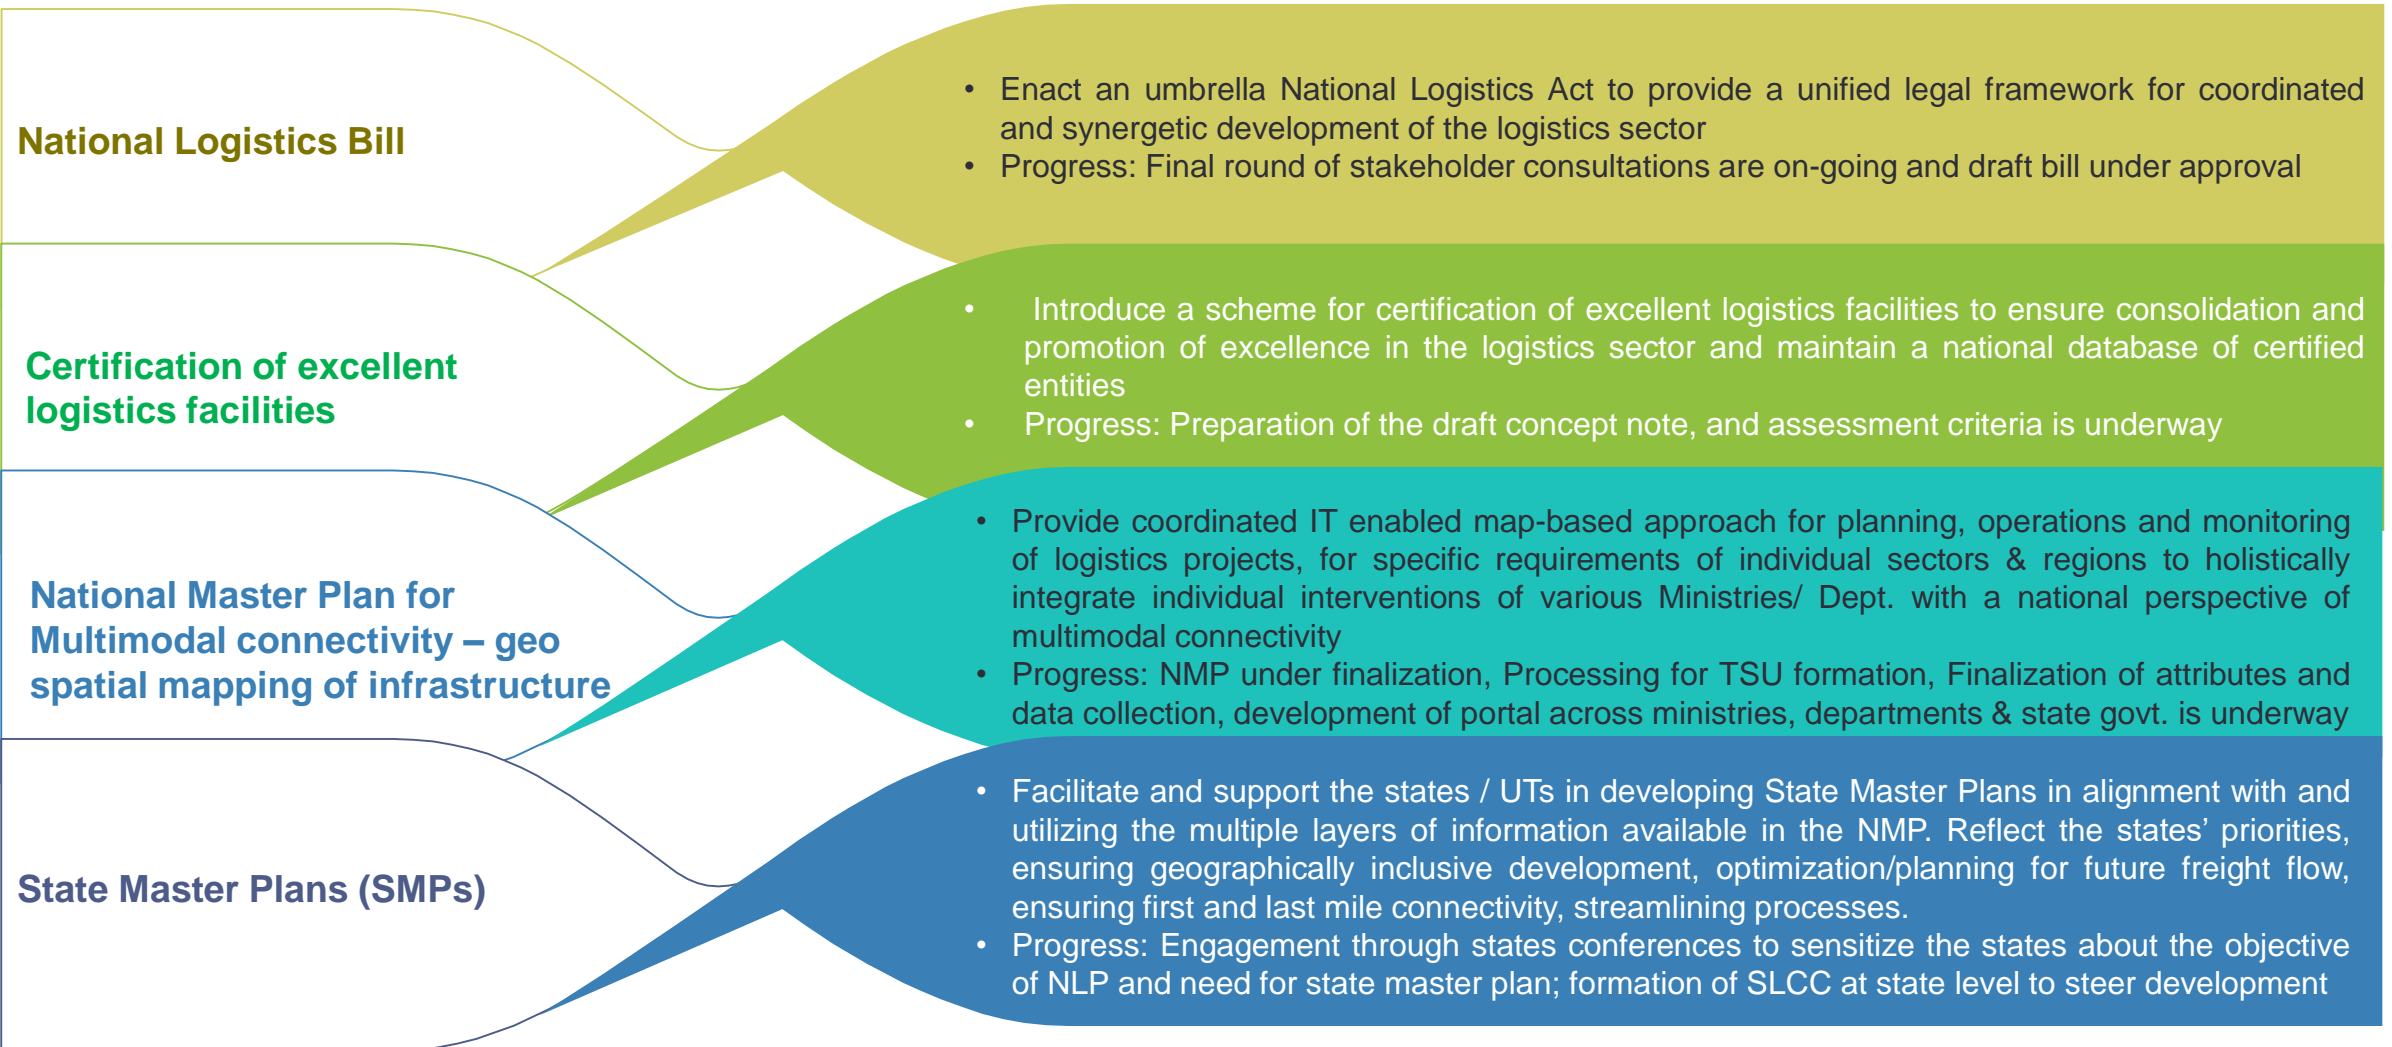 National Logistics Bill
• Enact an umbrella National Logistics Act to provide a unified legal framework for coordinated
and synergetic development of the logistics sector
• Progress: Final round of stakeholder consultations are on-going and draft bill under approval
Certification of excellent
logistics facilities
• Introduce a scheme for certification of excellent logistics facilities to ensure consolidation and
promotion of excellence in the logistics sector and maintain a national database of certified
entities
• Progress: Preparation of the draft concept note, and assessment criteria is underway
National Master Plan for
Multimodal connectivity – geo
spatial mapping of infrastructure
• Provide coordinated IT enabled map-based approach for planning, operations and monitoring
of logistics projects, for specific requirements of individual sectors & regions to holistically
integrate individual interventions of various Ministries/ Dept. with a national perspective of
multimodal connectivity
• Progress: NMP under finalization, Processing for TSU formation, Finalization of attributes and
data collection, development of portal across ministries, departments & state govt. is underway
State Master Plans (SMPs)
• Facilitate and support the states / UTs in developing State Master Plans in alignment with and
utilizing the multiple layers of information available in the NMP. Reflect the states’ priorities,
ensuring geographically inclusive development, optimization/planning for future freight flow,
ensuring first and last mile connectivity, streamlining processes.
• Progress: Engagement through states conferences to sensitize the states about the objective
of NLP and need for state master plan; formation of SLCC at state level to steer development